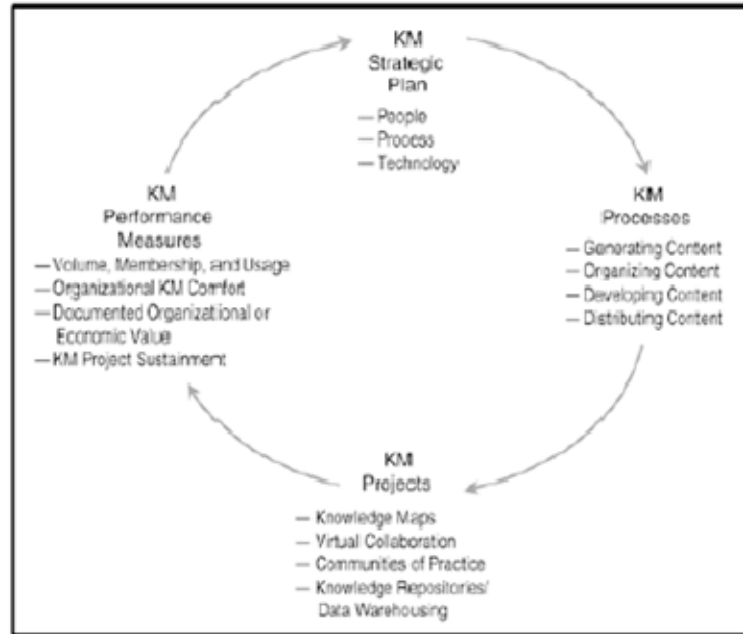 KM
Strategic
Plan
— People
— Process
— Technology
KM
Processes
— Generating Content
— Organizing Content
— Developing Content
— Distributing Content
KM
Projects
— Knowledge Maps
— Virtual Collaboration
— Communities of Practice
— Knowledge Repositories/
Data Warehousing
KM
Performance
Measures
— Volume, Membership, and Usage
— Organizational KM Comfort
— Documented Organizational or
Economic Value
— KM Project Sustainment